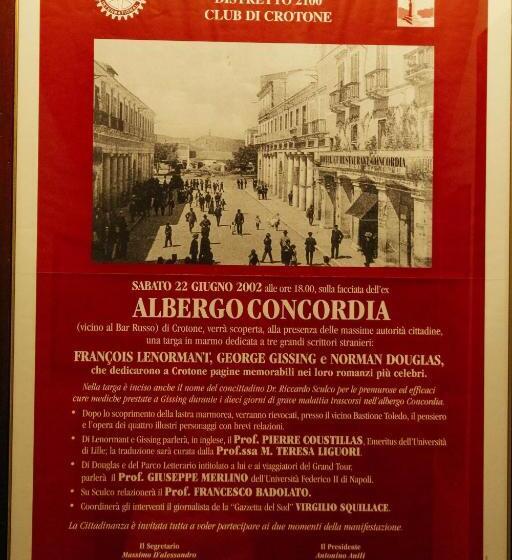 DISTRETTO 2100
CLUB DI CROTONE
HOTEL ET RESTAURANT CONCORDIA
SABATO 22 GIUGNO 2002 alle ore 18.00, sulla facciata dell'ex
ALBERGO CONCORDIA
(vicino al Bar Russo) di Crotone, verrà scoperta, alla presenza delle massime autorità cittadine,
una targa in marmo dedicata a tre grandi scrittori stranieri:
FRANÇOIS LENORMANT, GEORGE GISSING e NORMAN DOUGLAS,
che dedicarono a Crotone pagine memorabili nei loro romanzi più celebri.
Nella targa è inciso anche il nome del concittadino Dr. Riccardo Sculco per le premurose ed efficaci
cure mediche prestate a Gissing durante i dieci giorni di grave malattia trascorsi nell'albergo Concordia.
• Dopo lo scoprimento della lastra marmorea, verranno rievocati, presso il vicino Bastione Toledo, il pensiero
e l'opera dei quattro illustri personaggi con brevi relazioni.
• Di Lenormant e Gissing parlerà, in inglese, il Prof. PIERRE COUSTILLAS, Emeritus dell'Università
di Lille; la traduzione sarà curata dalla Prof.ssa M. TERESA LIGUORI.
• Di Douglas e del Parco Letterario intitolato a lui e ai viaggiatori del Grand Tour,
parlerà il Prof. GIUSEPPE MERLINO dell'Università Federico II di Napoli.
• Su Sculco relazionerà il Prof. FRANCESCO BADOLATO.
• Coordinerà gli interventi il giornalista de la "Gazzetta del Sud" VIRGILIO SQUILLACE.
La Cittadinanza è invitata tutta a voler partecipare ai due momenti della manifestazione.
Il Segretario Il Presidente
Massimo D'Alessandro Antonino Anili